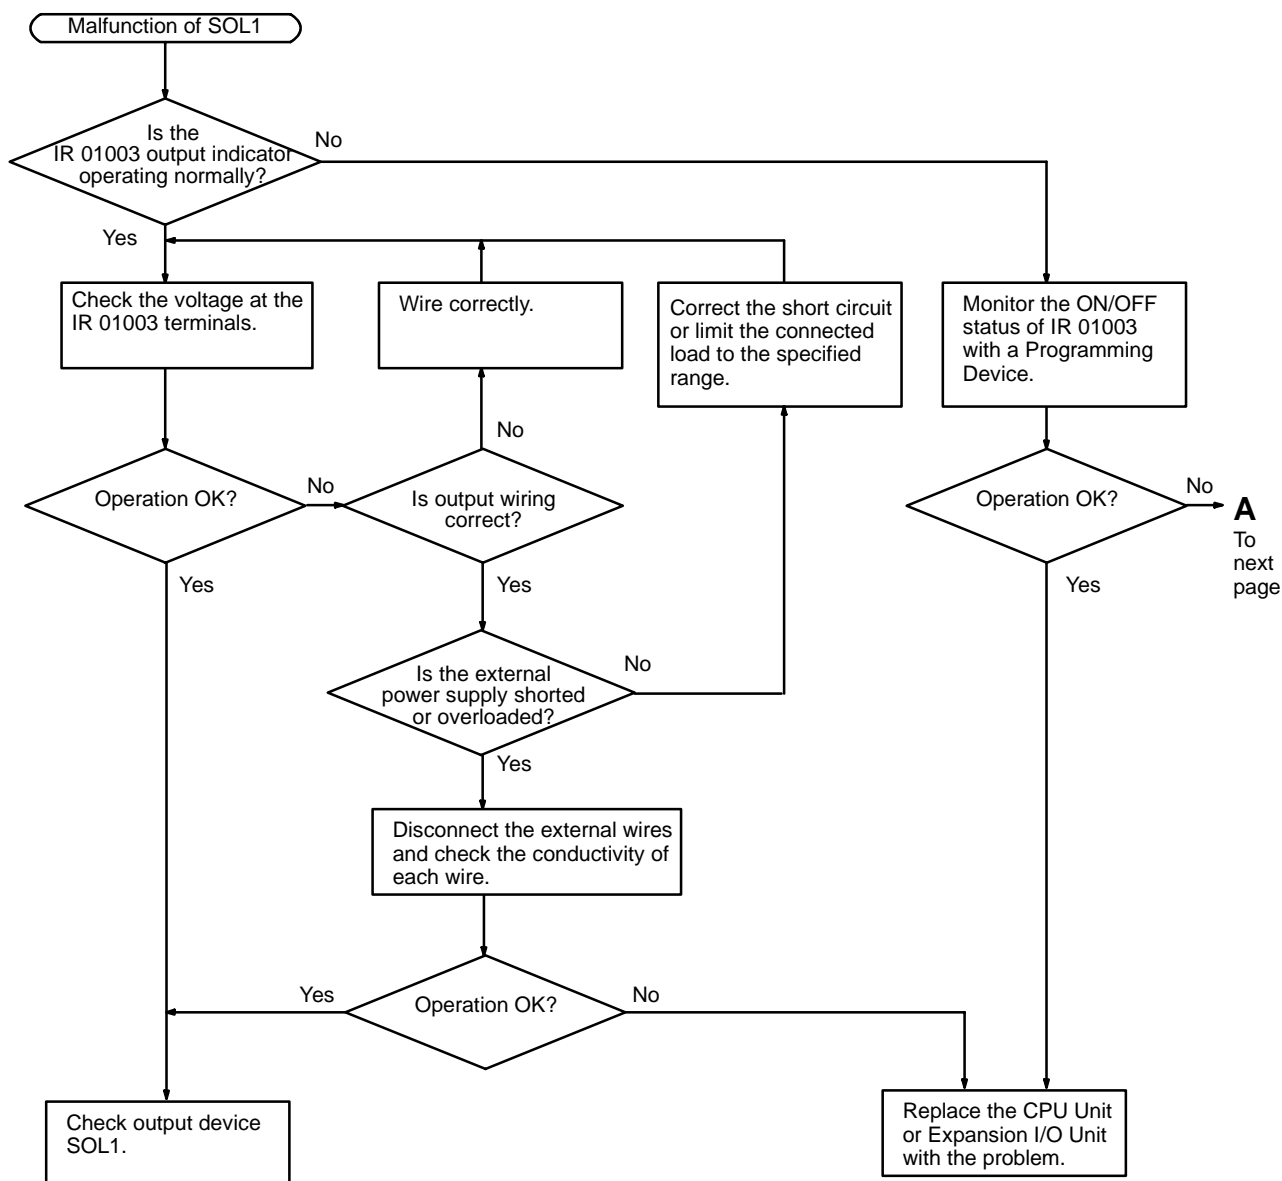 Malfunction of SOL1
Is the
IR 01003 output indicator
operating normally?
No
Yes
Check the voltage at the
IR 01003 terminals.
Wire correctly.
Correct the short circuit
or limit the connected
load to the specified
range.
Monitor the ON/OFF
status of IR 01003
with a Programming
Device.
No
Operation OK?
No
Is output wiring
correct?
Operation OK?
No
A
To
next
page
Yes
Yes
Yes
Is the external
power supply shorted
or overloaded?
No
Yes
Disconnect the external wires
and check the conductivity of
each wire.
Yes
Operation OK?
No
Check output device
SOL1.
Replace the CPU Unit
or Expansion I/O Unit
with the problem.